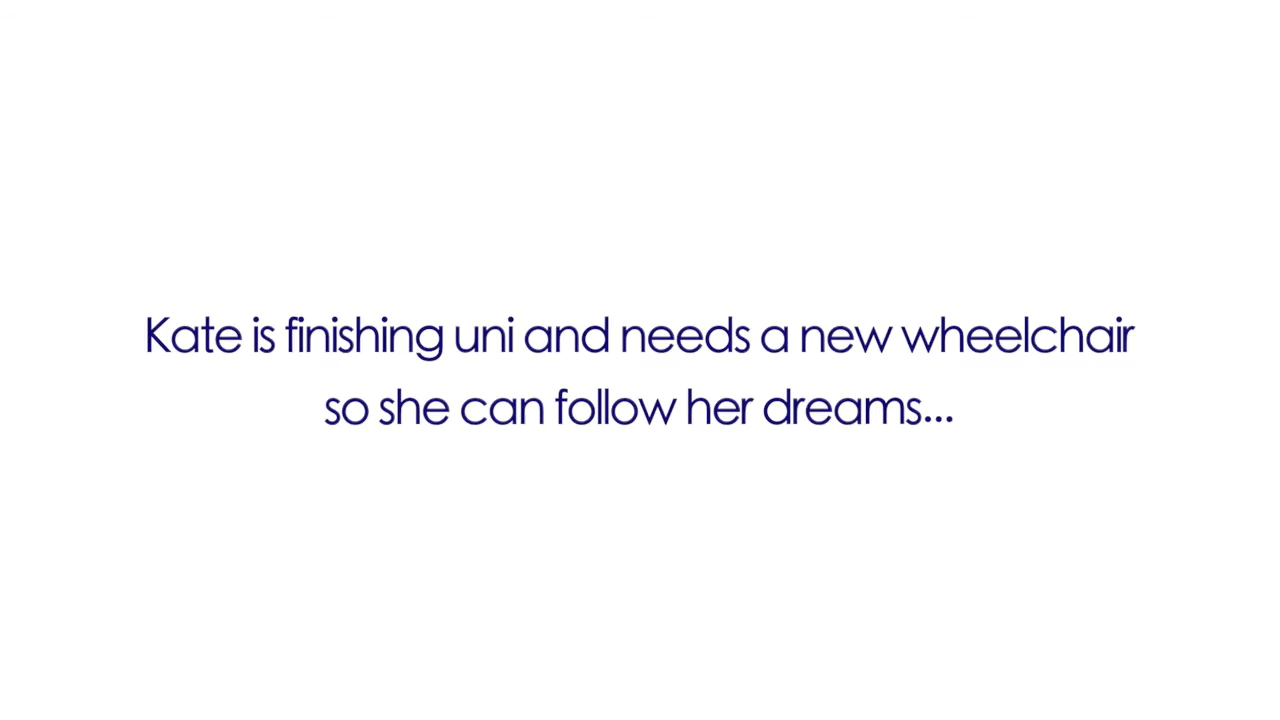 Kate is finishing uni and needs a new wheelchair
so she can follow her dreams...